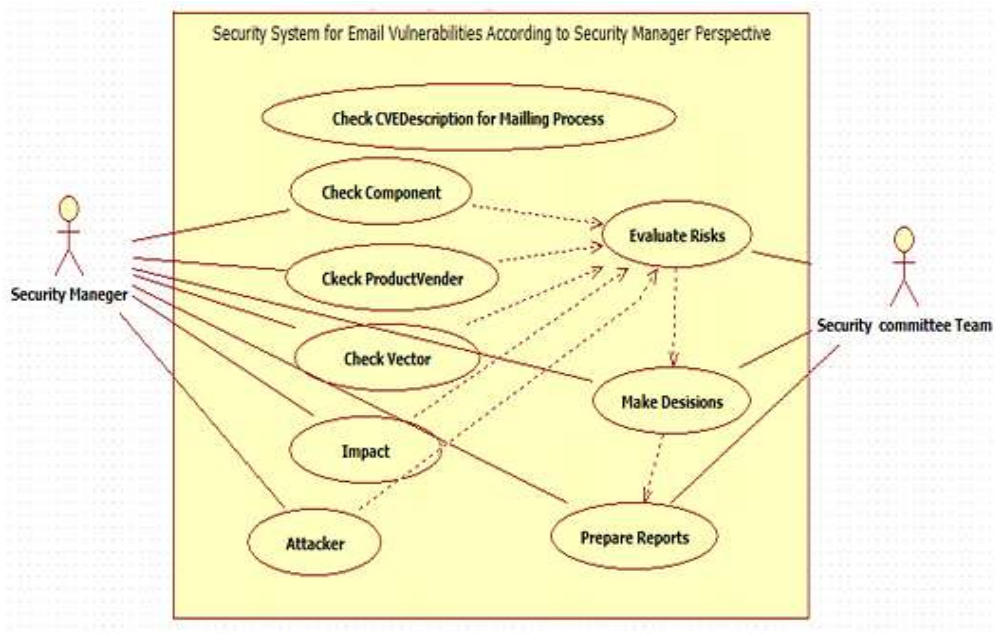 Security System for Email Vulnerabilities According to Security Manager Perspective
Check CVEDescription for Mailling Process
Check Component
Evaluate Risks
Ckeck ProductVender
Security Maneger
Security committee Team
Check Vector
Make Desisions
Impact
Attacker
Prepare Reports